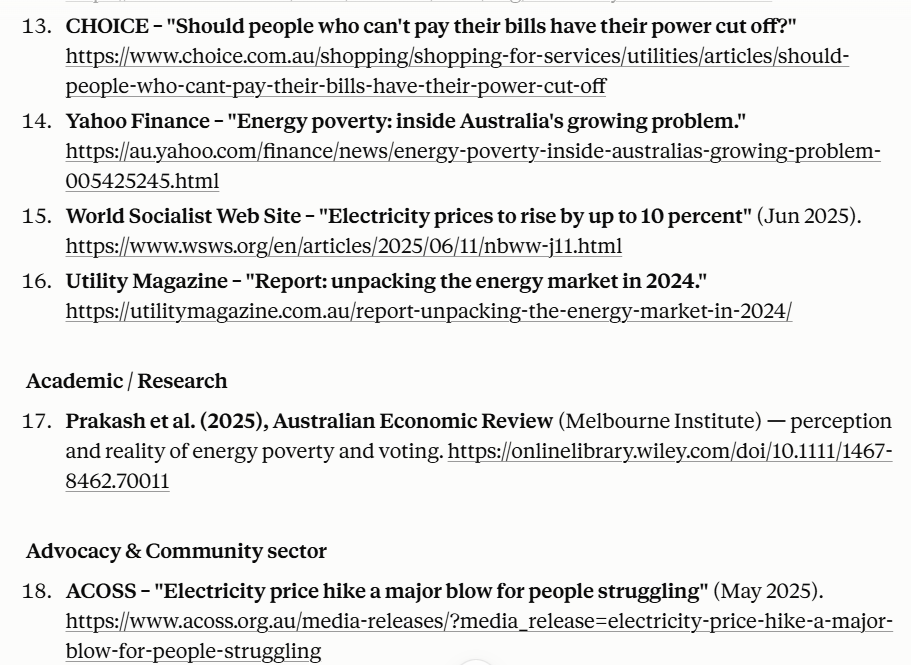 13. CHOICE – "Should people who can't pay their bills have their power cut off?"
https://www.choice.com.au/shopping/shopping-for-services/utilities/articles/should-
people-who-cant-pay-their-bills-have-their-power-cut-off
14. Yahoo Finance – "Energy poverty: inside Australia's growing problem."
https://au.yahoo.com/finance/news/energy-poverty-inside-australias-growing-problem-
005425245.html
15. World Socialist Web Site – "Electricity prices to rise by up to 10 percent" (Jun 2025).
https://www.wsws.org/en/articles/2025/06/11/nbww-j11.html
16. Utility Magazine – "Report: unpacking the energy market in 2024."
https://utilitymagazine.com.au/report-unpacking-the-energy-market-in-2024/
Academic / Research
17. Prakash et al. (2025), Australian Economic Review (Melbourne Institute) — perception
and reality of energy poverty and voting. https://onlinelibrary.wiley.com/doi/10.1111/1467-
8462.70011
Advocacy & Community sector
18. ACOSS – "Electricity price hike a major blow for people struggling" (May 2025).
https://www.acoss.org.au/media-releases/?media_release=electricity-price-hike-a-major-
blow-for-people-struggling